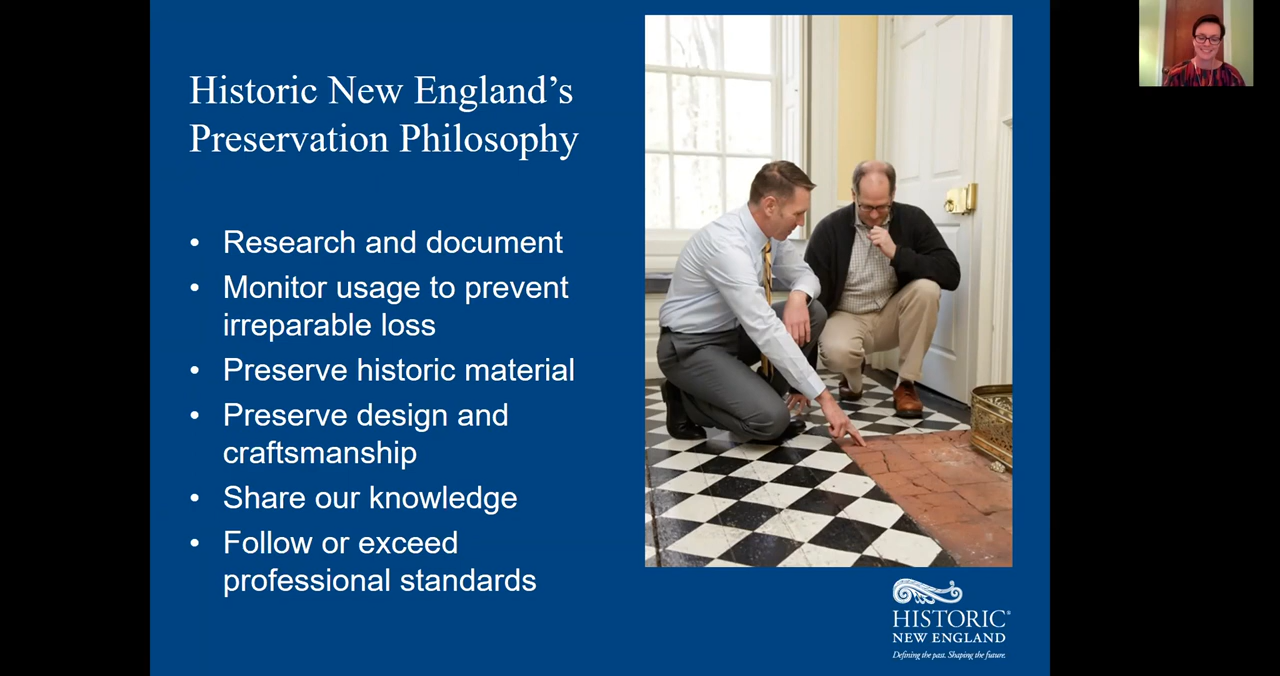 Historic New England’s
Preservation Philosophy
• Research and document
• Monitor usage to prevent
irreparable loss
• Preserve historic material
• Preserve design and
craftsmanship
• Share our knowledge
• Follow or exceed
professional standards
HISTORIC®
NEW ENGLAND
Defining the past. Shaping the future.